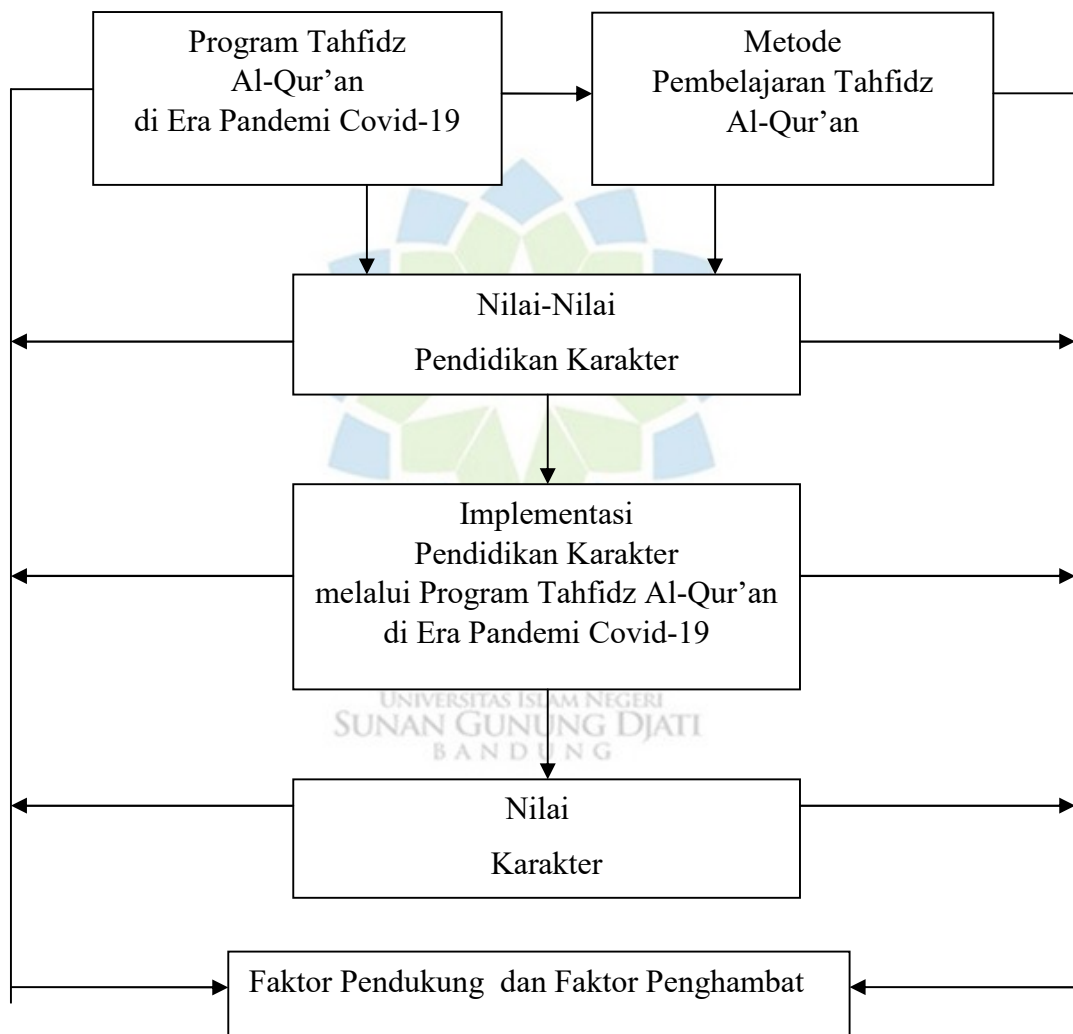 Program Tahfidz
Al-Qur’an
di Era Pandemi Covid-19
Metode
Pembelajaran Tahfidz
Al-Qur’an
Nilai-Nilai
Pendidikan Karakter
Implementasi
Pendidikan Karakter
melalui Program Tahfidz Al-Qur’an
di Era Pandemi Covid-19
UNIVERSITAS ISLAM NEGERI
SUNAN GUNUNG DJATI
BANDUNG
Nilai
Karakter
Faktor Pendukung dan Faktor Penghambat